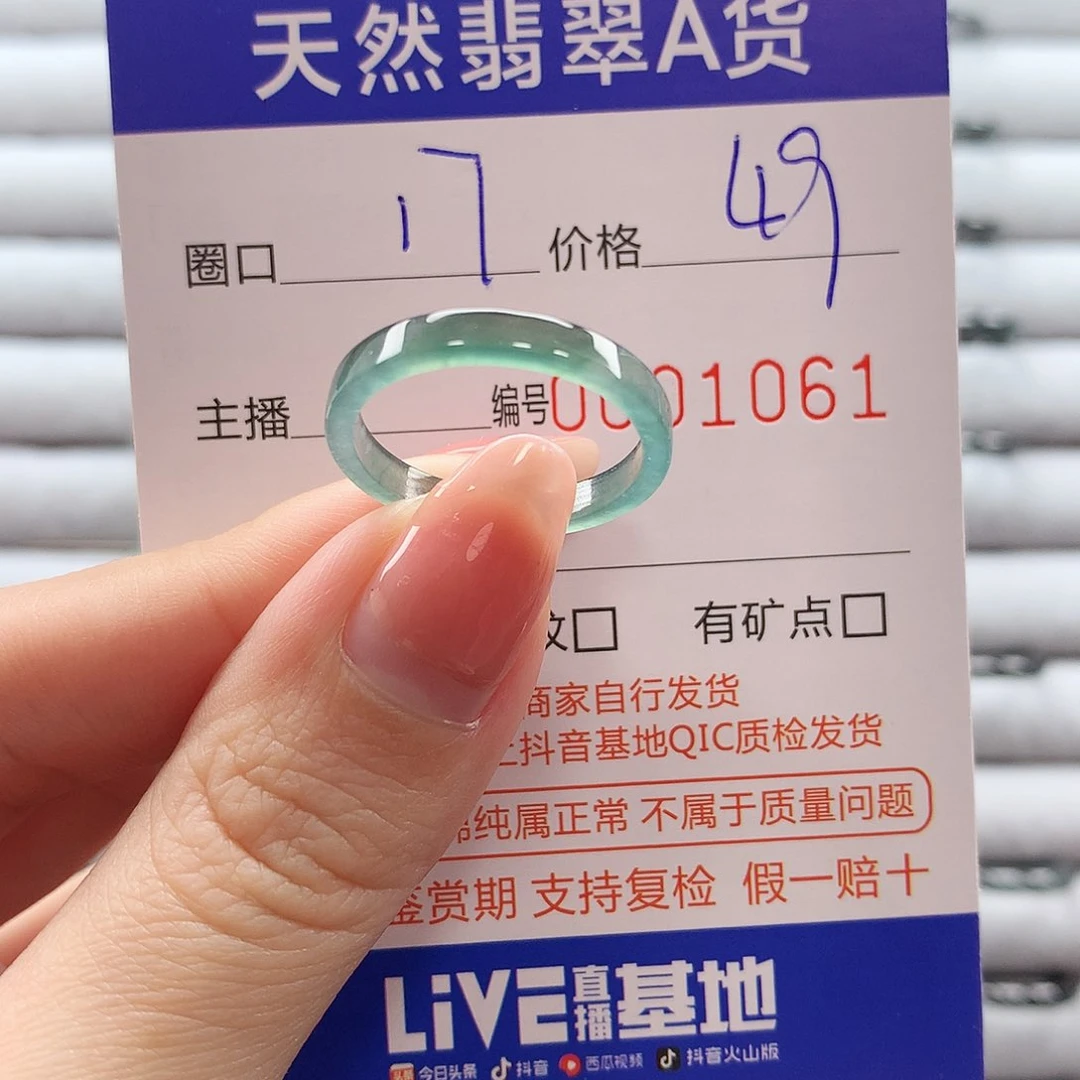 天然翡翠A货
圈口 17 价格 49
主播 编号 0001061
纹□ 有矿点□
商家自行发货
抖音基地QIC质检发货
纯属正常 不属于质量问题
鉴赏期 支持复检 假一赔十
LiVE直播基地
头条 今日头条 抖音 西瓜视频 抖音火山版